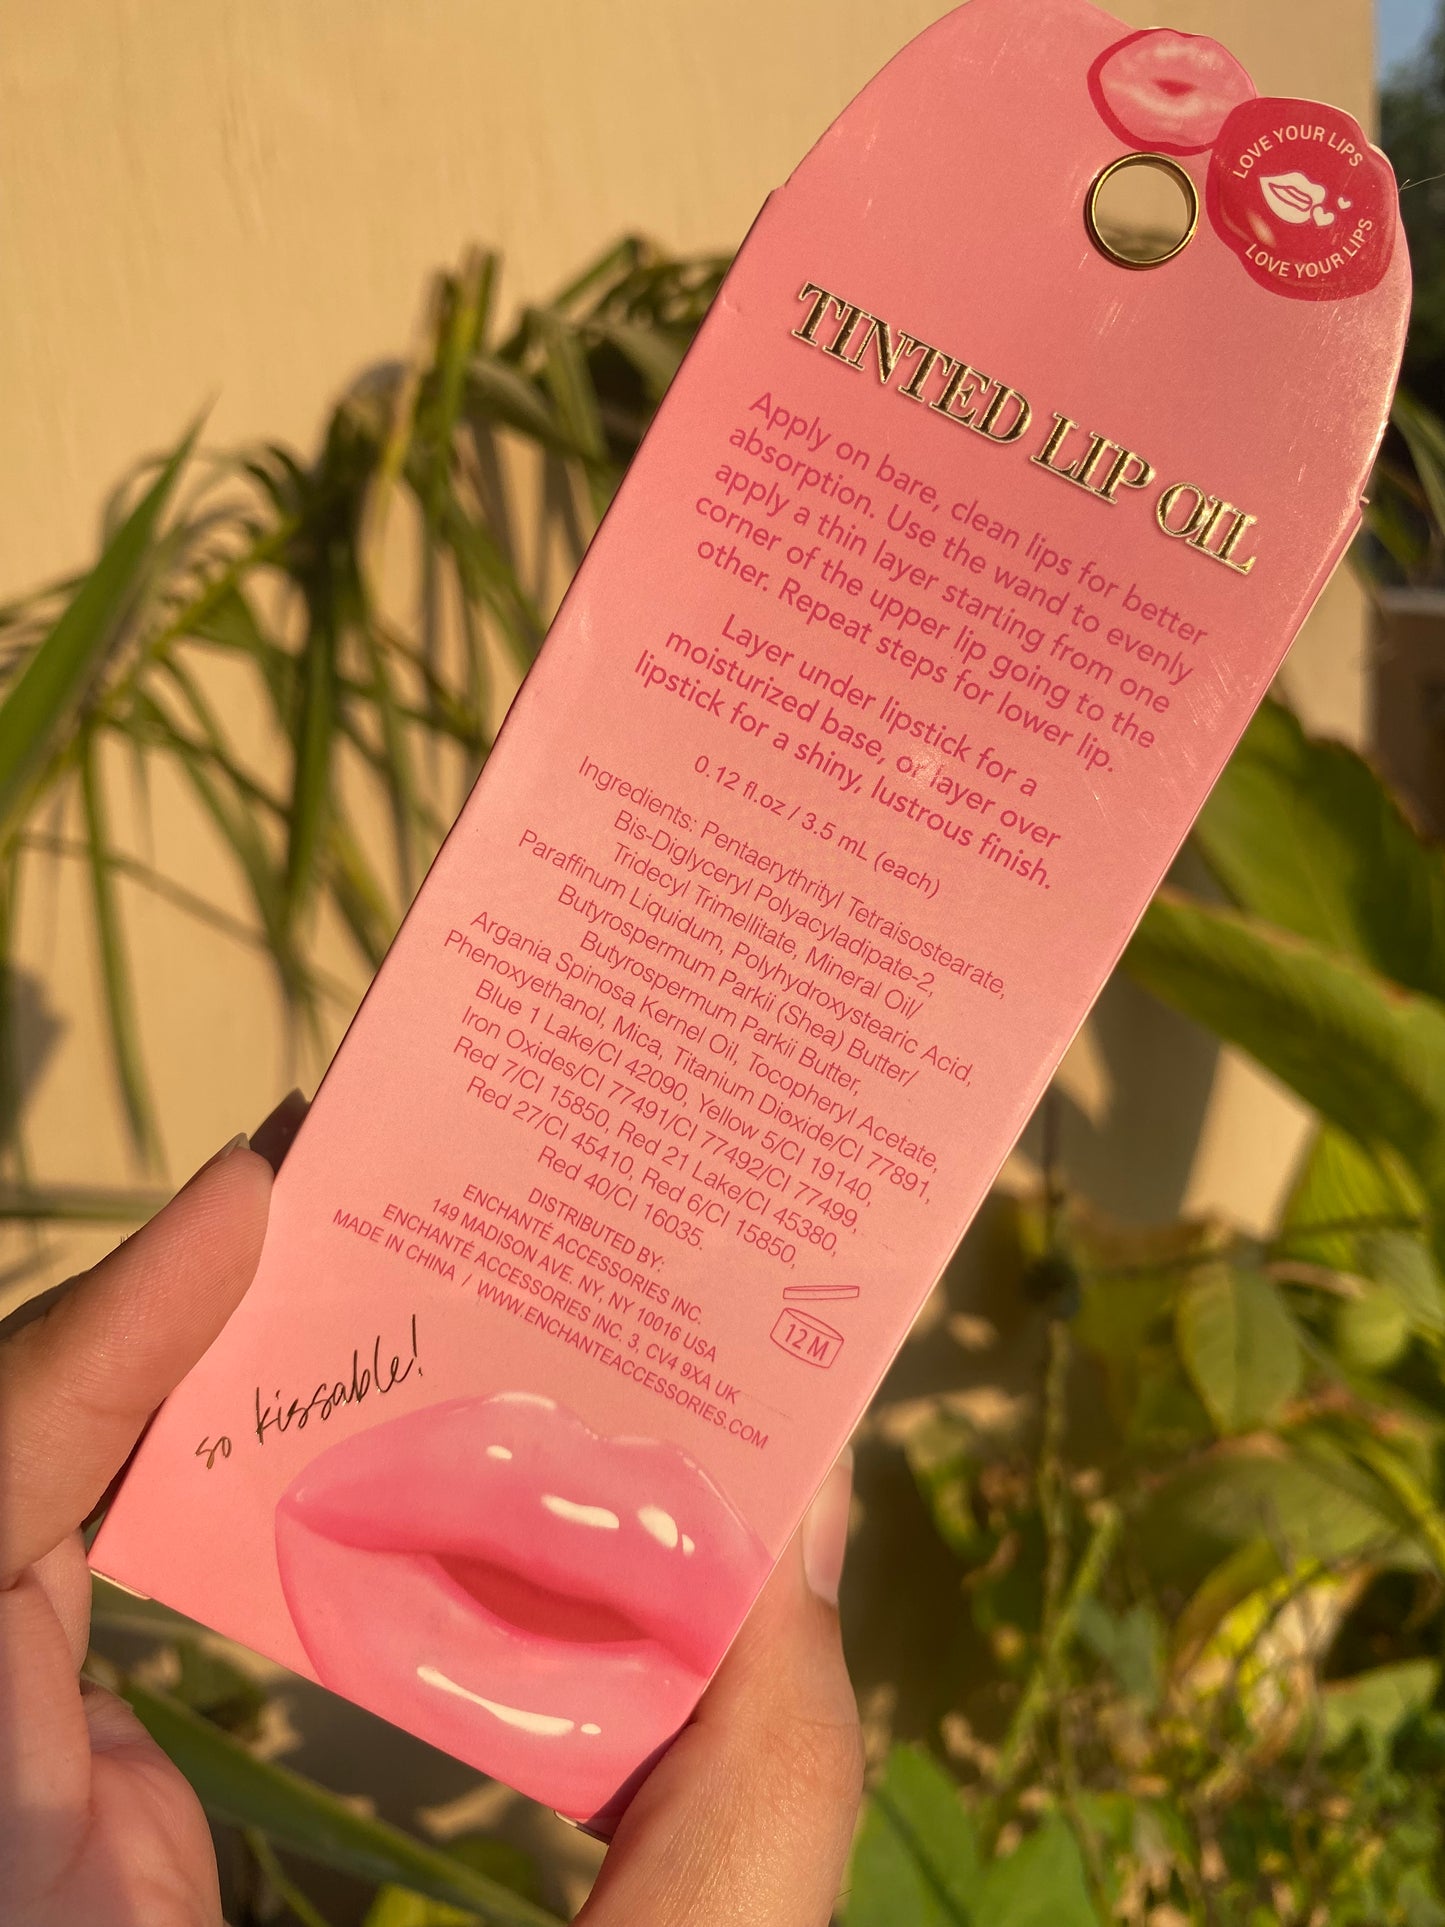 LOVE YOUR LIPS
LOVE YOUR LIPS
TINTED LIP OIL
Apply on bare, clean lips for better
absorption. Use the wand to evenly
apply a thin layer starting from one
corner of the upper lip going to the
other. Repeat steps for lower lip.
Layer under lipstick for a
moisturized base, or layer over
lipstick for a shiny, lustrous finish.
0.12 fl.oz / 3.5 mL (each)
Ingredients: Pentaerythrityl Tetraisostearate,
Bis-Diglyceryl Polyacyladipate-2,
Tridecyl Trimellitate, Mineral Oil/
Paraffinum Liquidum, Polyhydroxystearic Acid,
Butyrospermum Parkii (Shea) Butter/
Butyrospermum Parkii Butter,
Argania Spinosa Kernel Oil, Tocopheryl Acetate,
Phenoxyethanol, Mica, Titanium Dioxide/CI 77891,
Blue 1 Lake/CI 42090, Yellow 5/CI 19140,
Iron Oxides/CI 77491/CI 77492/CI 77499,
Red 7/CI 15850, Red 21 Lake/CI 45380,
Red 27/CI 45410, Red 6/CI 15850,
Red 40/CI 16035.
DISTRIBUTED BY:
ENCHANTÉ ACCESSORIES INC.
149 MADISON AVE. NY, NY 10016 USA
ENCHANTÉ ACCESSORIES INC. 3, CV4 9XA UK
MADE IN CHINA / WWW.ENCHANTEACCESSORIES.COM
12 M
so kissable!